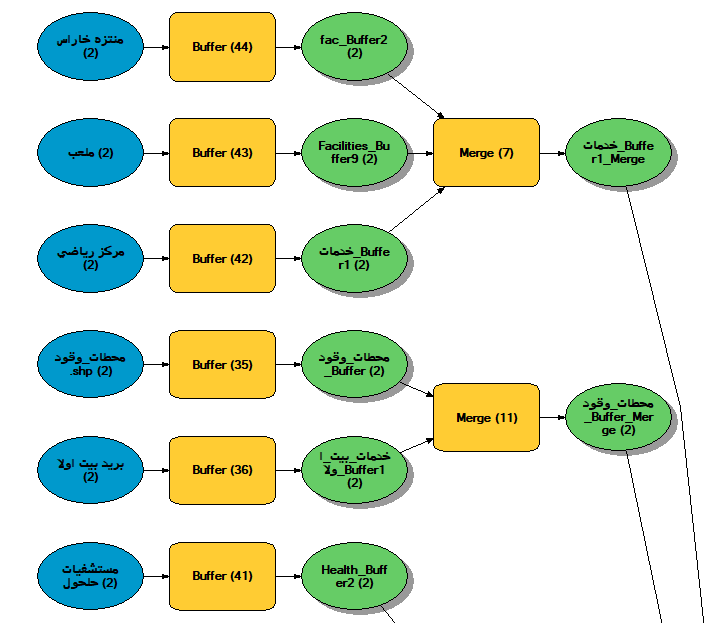 منتزه خاراس
(2)
Buffer (44)
fac_Buffer2
(2)
ملعب (2)
Buffer (43)
Facilities_Bu
ffer9 (2)
Merge (7)
خدمات_Buffe
r1_Merge
مركز رياضي
(2)
Buffer (42)
خدمات_Buffe
r1 (2)
محطات_وقود
.shp (2)
Buffer (35)
محطات_وقود
_Buffer (2)
Merge (11)
محطات_وقود
_Buffer_Mer
ge (2)
بريد بيت اولا
(2)
Buffer (36)
خدمات_بيت_ا
ولا_Buffer1
(2)
مستشفيات
حلحول (2)
Buffer (41)
Health_Buff
er2 (2)